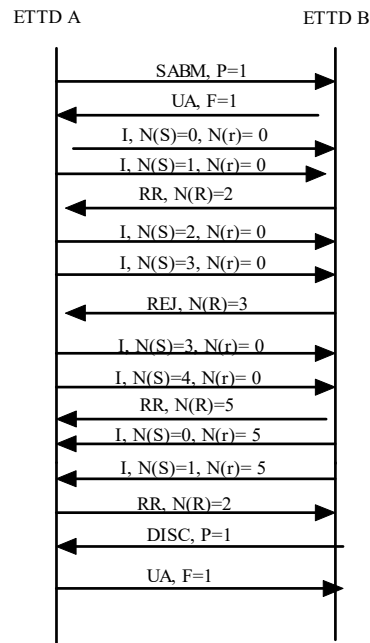 ETTD A ETTD B
SABM, P=1
UA, F=1
I, N(S)=0, N(r)= 0
I, N(S)=1, N(r)= 0
RR, N(R)=2
I, N(S)=2, N(r)= 0
I, N(S)=3, N(r)= 0
REJ, N(R)=3
I, N(S)=3, N(r)= 0
I, N(S)=4, N(r)= 0
RR, N(R)=5
I, N(S)=0, N(r)= 5
I, N(S)=1, N(r)= 5
RR, N(R)=2
DISC, P=1
UA, F=1